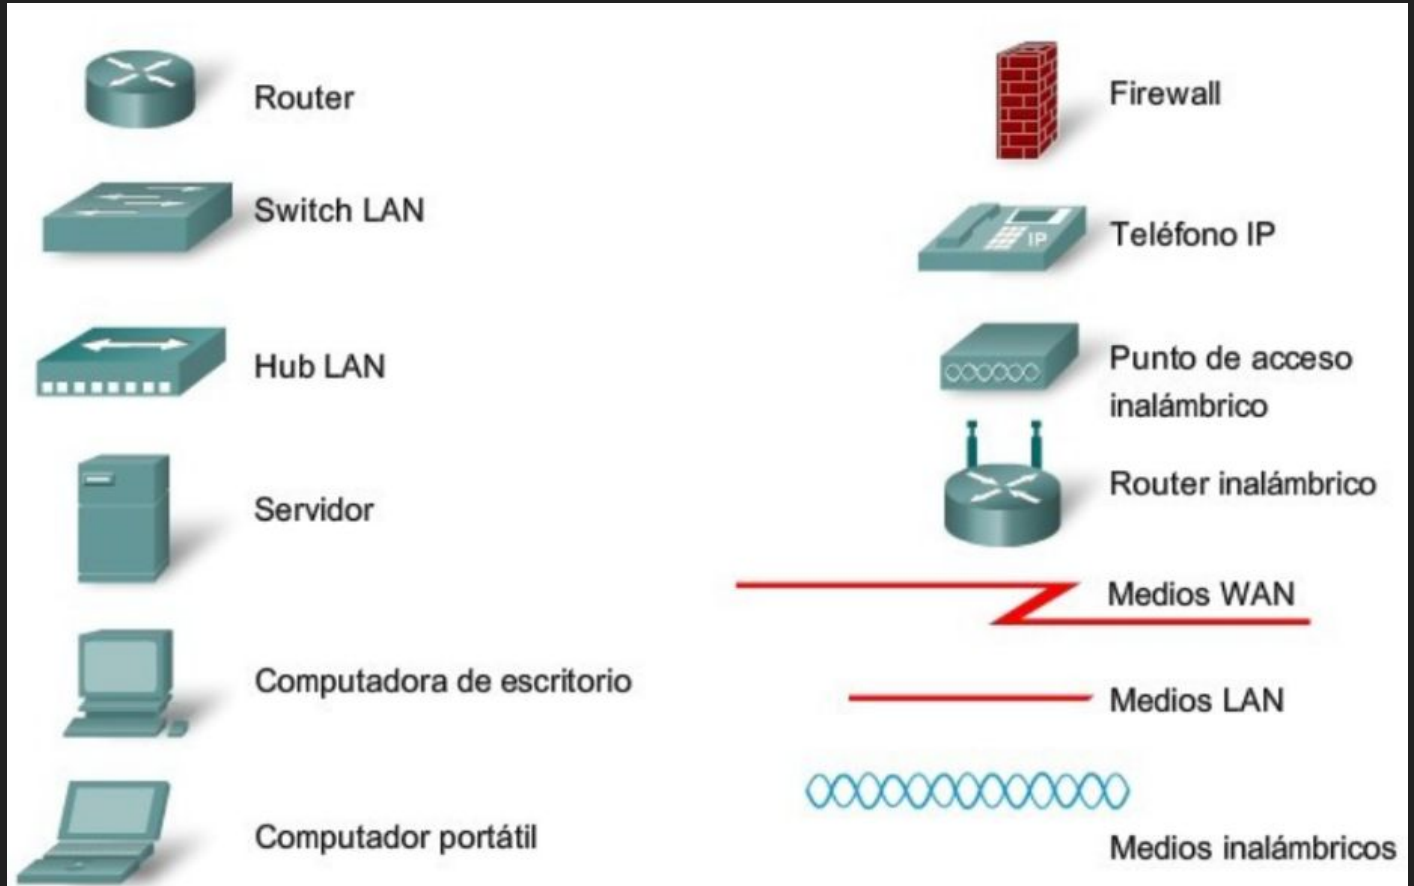 Router
Switch LAN
Hub LAN
Servidor
Computadora de escritorio
Computador portátil
Firewall
IP
Teléfono IP
Punto de acceso
inalámbrico
Router inalámbrico
Medios WAN
Medios LAN
Medios inalámbricos